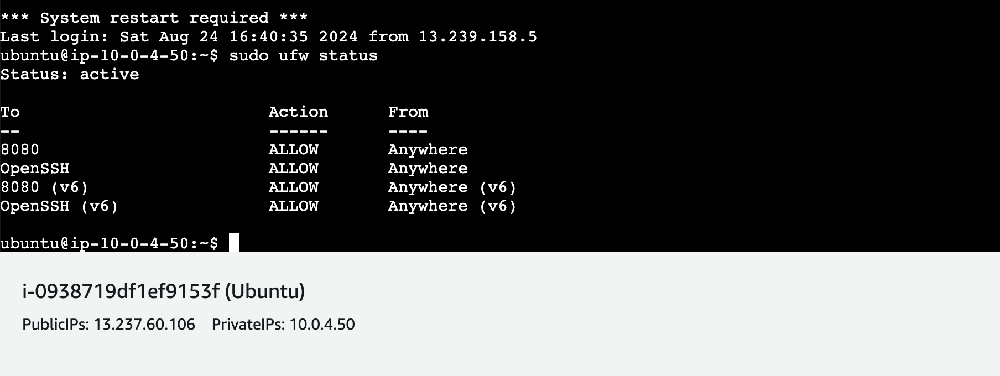 *** System restart required ***
Last login: Sat Aug 24 16:40:35 2024 from 13.239.158.5
ubuntu@ip-10-0-4-50:~$ sudo ufw status
Status: active
To Action From
-- ------ ----
8080 ALLOW Anywhere
OpenSSH ALLOW Anywhere
8080 (v6) ALLOW Anywhere (v6)
OpenSSH (v6) ALLOW Anywhere (v6)
ubuntu@ip-10-0-4-50:~$
i-0938719df1ef9153f (Ubuntu)
PublicIPs: 13.237.60.106 PrivateIPs: 10.0.4.50